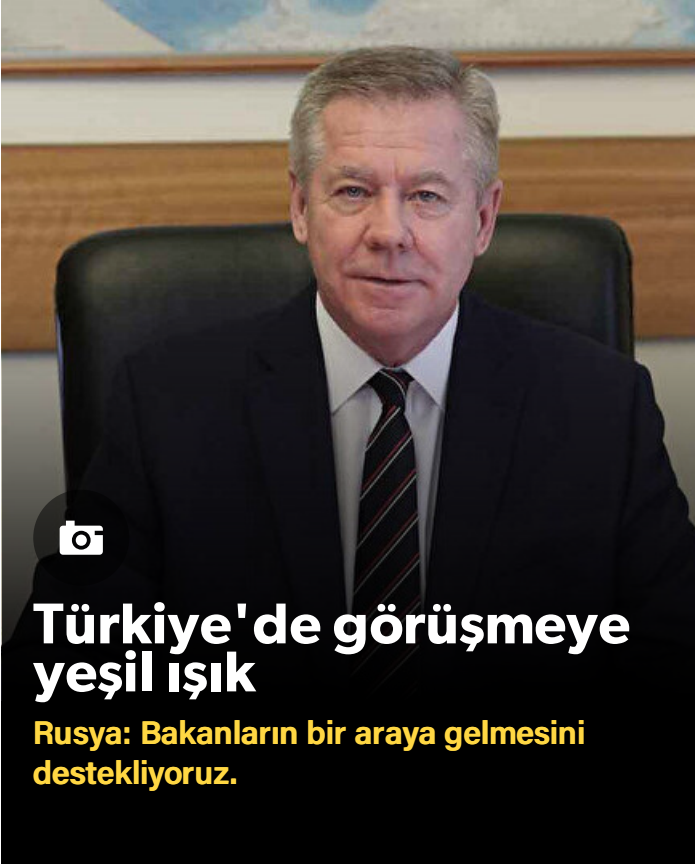 Türkiye'de görüşmeye
yeşil ışık
Rusya: Bakanların bir araya gelmesini
destekliyoruz.